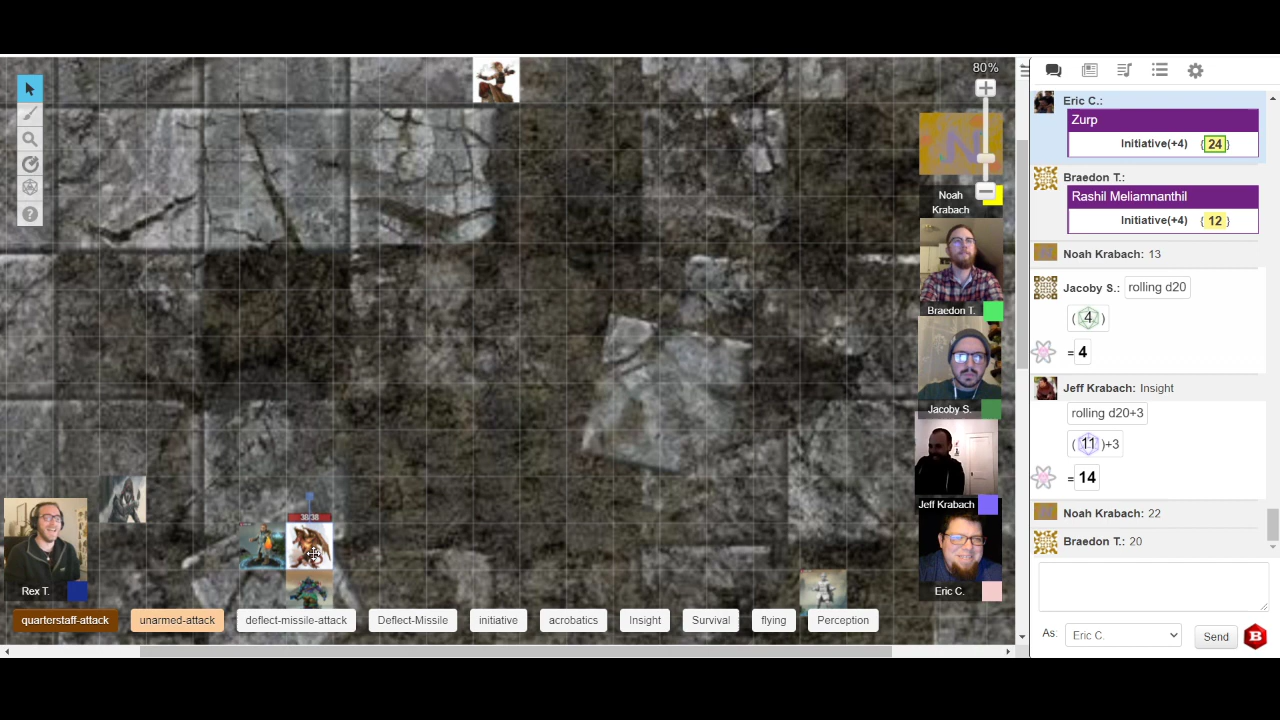 80%
Noah
Krabach
Braedon T.
Jacoby S.
Jeff Krabach
Eric C.
Rex T.
38/38
quarterstaff-attack
unarmed-attack
deflect-missile-attack
Deflect-Missile
initiative
acrobatics
Insight
Survival
flying
Perception
Eric C.:
Zurp
Initiative(+4) {24}
Braedon T.:
Rashil Meliamnanthil
Initiative(+4) {12}
Noah Krabach: 13
Jacoby S.: rolling d20
(4)
= 4
Jeff Krabach: Insight
rolling d20+3
(11)+3
= 14
Noah Krabach: 22
Braedon T.: 20
As: Eric C. Send B